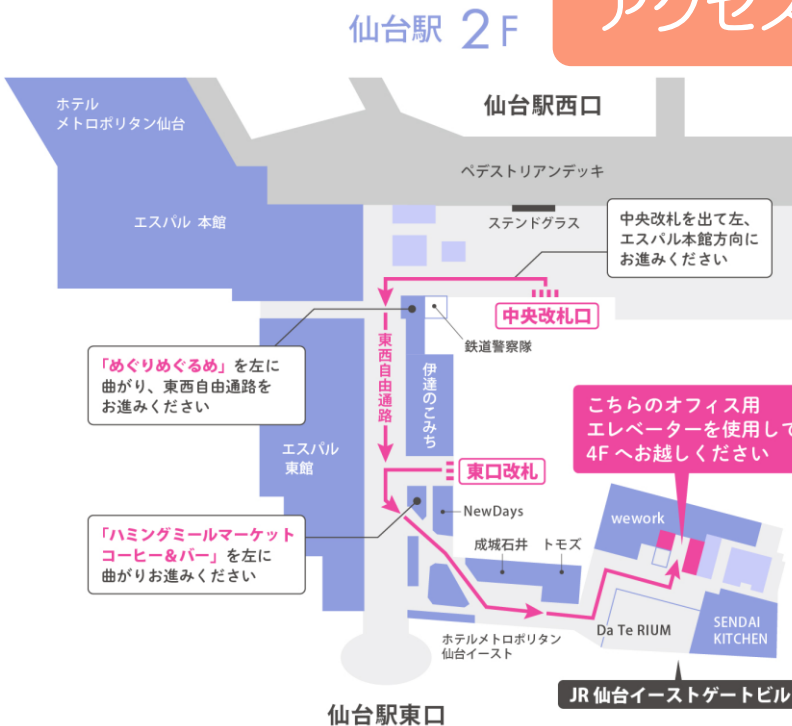 仙台駅 2F
アクセス
ホテル
メトロポリタン仙台
仙台駅西口
ペデストリアンデッキ
エスパル 本館
ステンドグラス
中央改札を出て左、
エスパル本館方向に
お進みください
中央改札口
鉄道警察隊
「めぐりめぐるめ」を左に
曲がり、東西自由通路を
お進みください
東西自由通路
伊達のこみち
こちらのオフィス用
エレベーターを使用して
4F へお越しください
エスパル
東館
東口改札
NewDays
wework
「ハミングミールマーケット
コーヒー&バー」を左に
曲がりお進みください
成城石井
トモズ
ホテルメトロポリタン
仙台イースト
Da Te RIUM
SENDAI
KITCHEN
JR 仙台イーストゲートビル
仙台駅東口